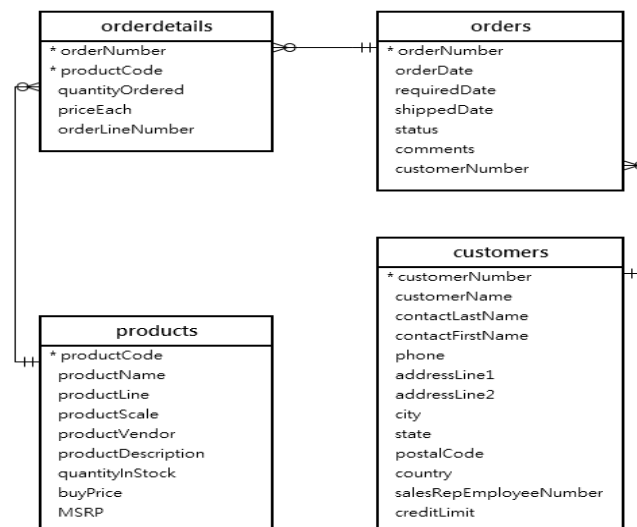 orderdetails
* orderNumber
* productCode
quantityOrdered
priceEach
orderLineNumber
orders
* orderNumber
orderDate
requiredDate
shippedDate
status
comments
customerNumber
products
* productCode
productName
productLine
productScale
productVendor
productDescription
quantityInStock
buyPrice
MSRP
customers
* customerNumber
customerName
contactLastName
contactFirstName
phone
addressLine1
addressLine2
city
state
postalCode
country
salesRepEmployeeNumber
creditLimit